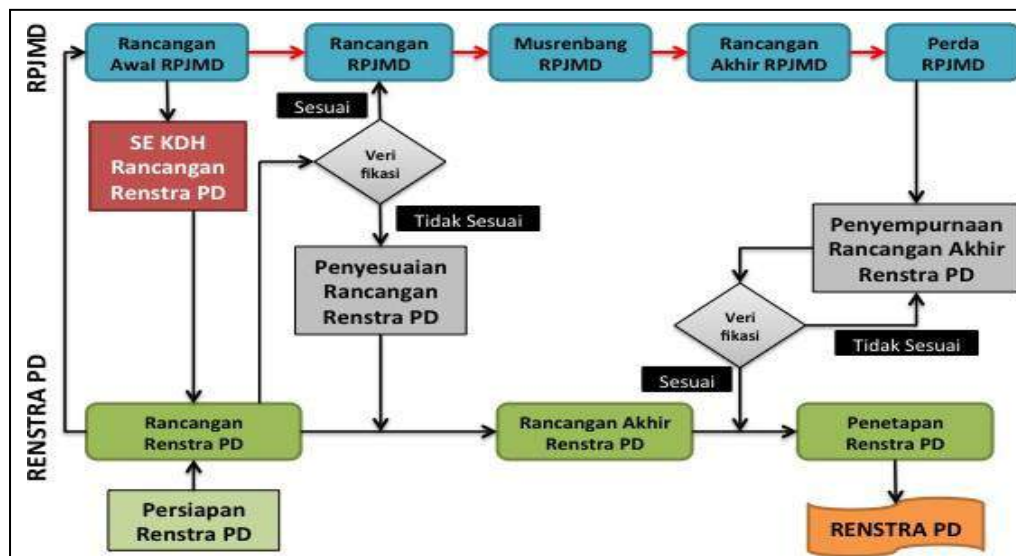 RPJMD
Rancangan
Awal RPJMD
Rancangan
RPJMD
Musrenbang
RPJMD
Rancangan
Akhir RPJMD
Perda
RPJMD
Sesuai
SE KDH
Rancangan
Renstra PD
Veri
fikasi
Tidak Sesuai
Penyesuaian
Rancangan
Renstra PD
Penyempurnaan
Rancangan Akhir
Renstra PD
Veri
fikasi
Tidak Sesuai
Sesuai
RENSTRA PD
Rancangan
Renstra PD
Rancangan Akhir
Renstra PD
Penetapan
Renstra PD
Persiapan
Renstra PD
RENSTRA PD